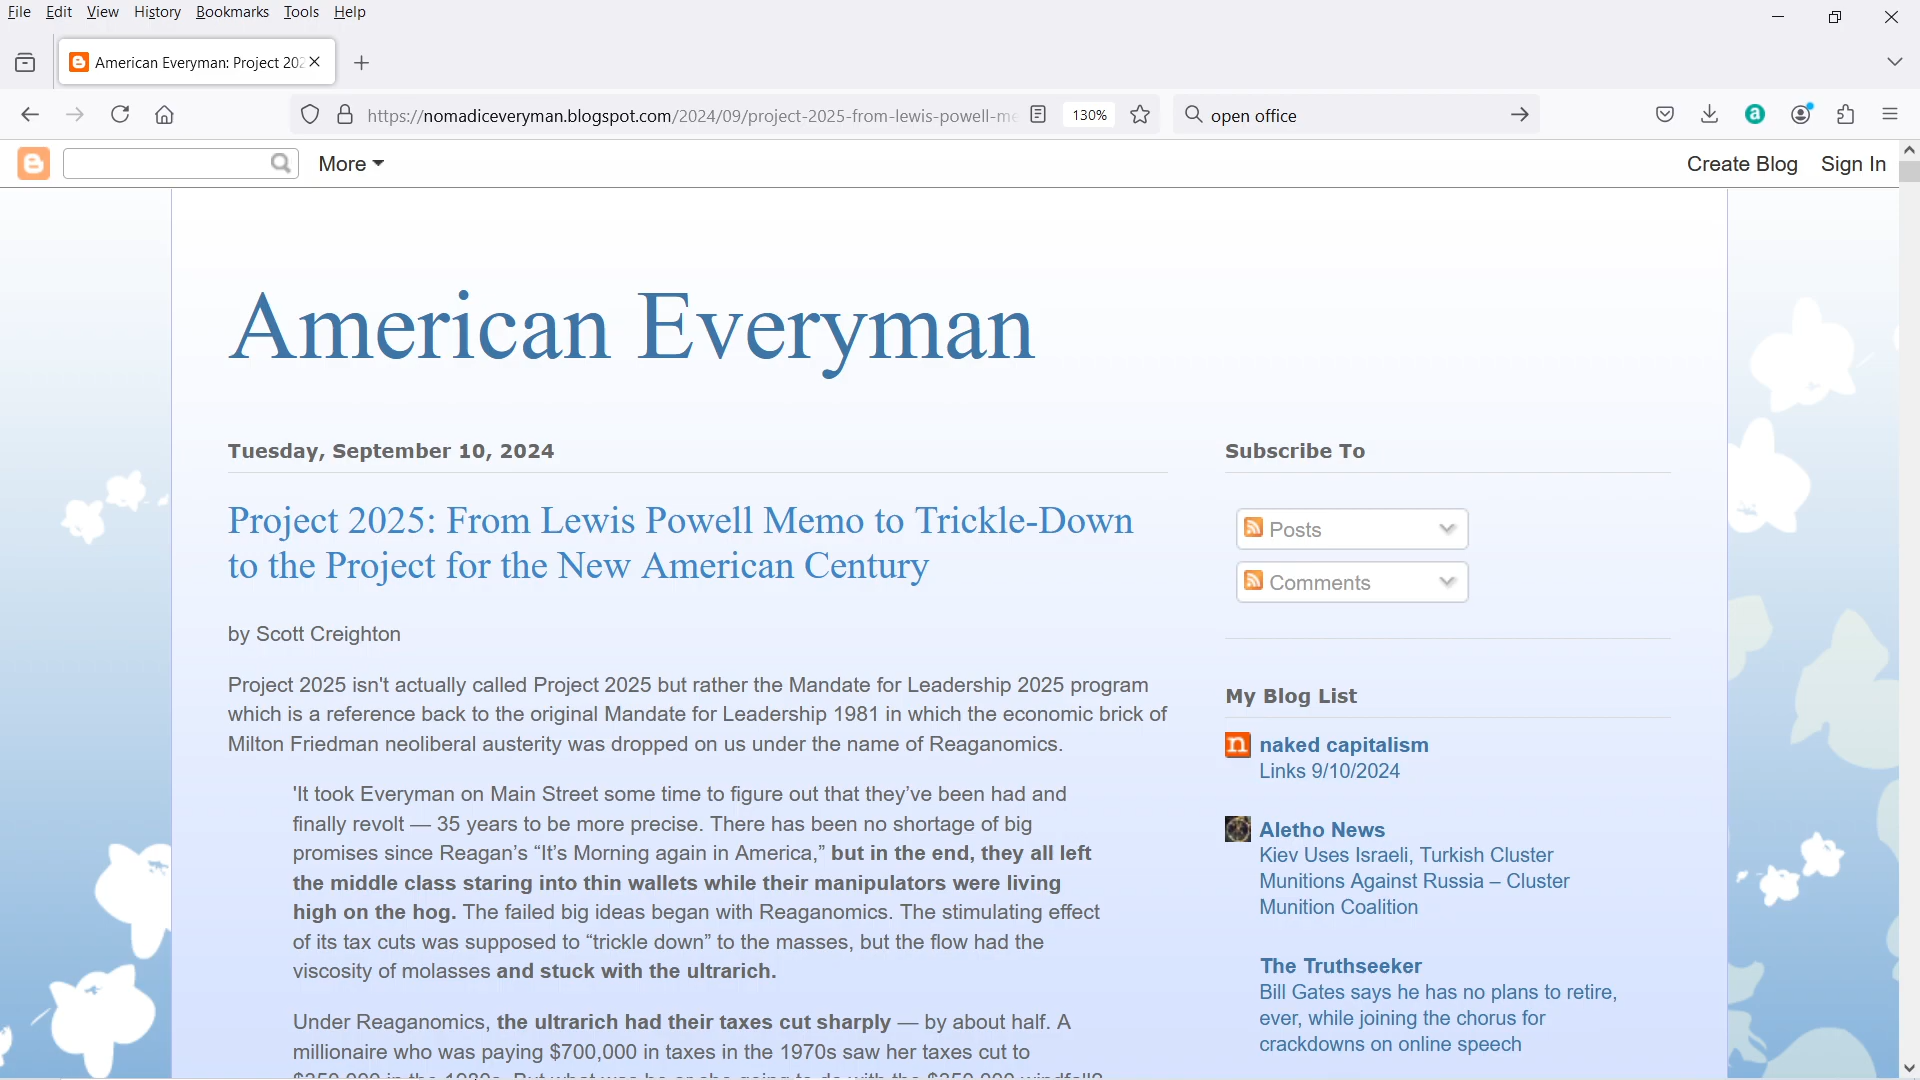 File Edit View History Bookmarks Tools Help
American Everyman: Project 202
https://nomadiceveryman.blogspot.com/2024/09/project-2025-from-lewis-powell-me 130% open office
More Create Blog Sign In
American Everyman
Tuesday, September 10, 2024
Project 2025: From Lewis Powell Memo to Trickle-Down
to the Project for the New American Century
by Scott Creighton
Project 2025 isn't actually called Project 2025 but rather the Mandate for Leadership 2025 program
which is a reference back to the original Mandate for Leadership 1981 in which the economic brick of
Milton Friedman neoliberal austerity was dropped on us under the name of Reaganomics.
'It took Everyman on Main Street some time to figure out that they’ve been had and
finally revolt — 35 years to be more precise. There has been no shortage of big
promises since Reagan’s “It’s Morning again in America,” but in the end, they all left
the middle class staring into thin wallets while their manipulators were living
high on the hog. The failed big ideas began with Reaganomics. The stimulating effect
of its tax cuts was supposed to “trickle down” to the masses, but the flow had the
viscosity of molasses and stuck with the ultrarich.
Under Reaganomics, the ultrarich had their taxes cut sharply — by about half. A
millionaire who was paying $700,000 in taxes in the 1970s saw her taxes cut to
Subscribe To
Posts
Comments
My Blog List
naked capitalism
Links 9/10/2024
Aletho News
Kiev Uses Israeli, Turkish Cluster
Munitions Against Russia – Cluster
Munition Coalition
The Truthseeker
Bill Gates says he has no plans to retire,
ever, while joining the chorus for
crackdowns on online speech